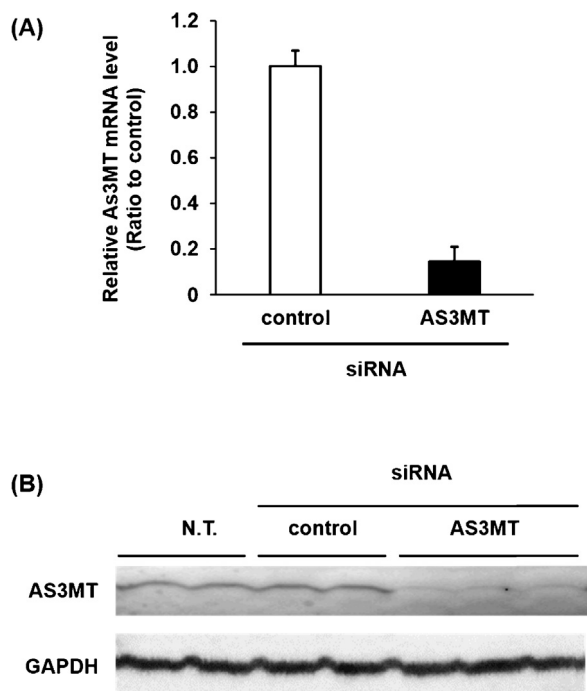 (A)
Relative As3MT mRNA level
(Ratio to control)
1.2
1.0
0.8
0.6
0.4
0.2
0
control AS3MT
siRNA
(B)
siRNA
N.T. control AS3MT
AS3MT
GAPDH